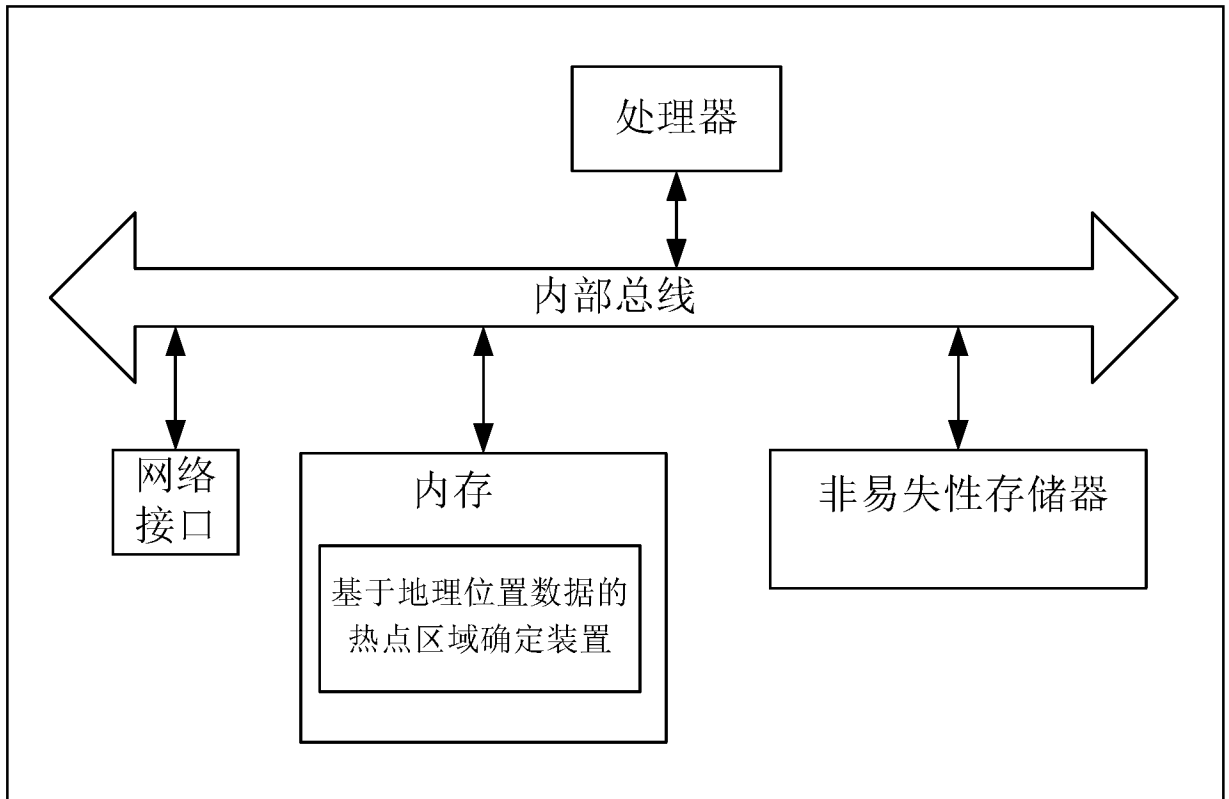 处理器
内部总线
网络
接口
内存
基于地理位置数据的
热点区域确定装置
非易失性存储器